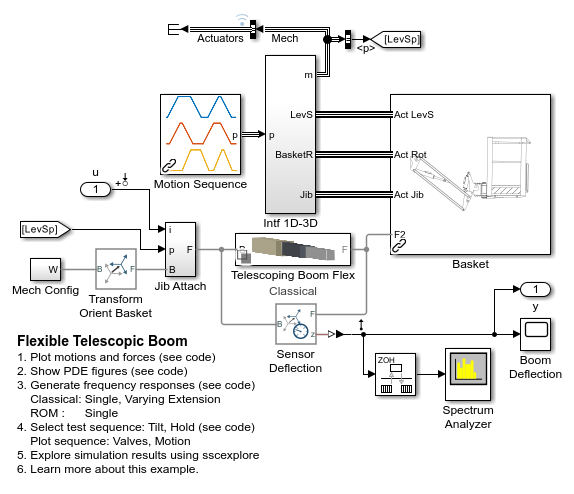 Actuators
Mech
<p>
[LevSp]
m
LevS
Act LevS
p
p
BasketR
Act Rot
Motion Sequence
Jib
Act Jib
u
1
Intf 1D-3D
F2
i
[LevSp]
p
F
F
Basket
W
B
F
B
Telescoping Boom Flex
Mech Config
Transform
Orient Basket
Jib Attach
Classical
1
y
F
B
z
Sensor
Deflection
ZOH
Boom
Deflection
Spectrum
Analyzer
Flexible Telescopic Boom
1. Plot motions and forces (see code)
2. Show PDE figures (see code)
3. Generate frequency responses (see code)
Classical: Single, Varying Extension
ROM : Single
4. Select test sequence: Tilt, Hold (see code)
Plot sequence: Valves, Motion
5. Explore simulation results using sscexplore
6. Learn more about this example.